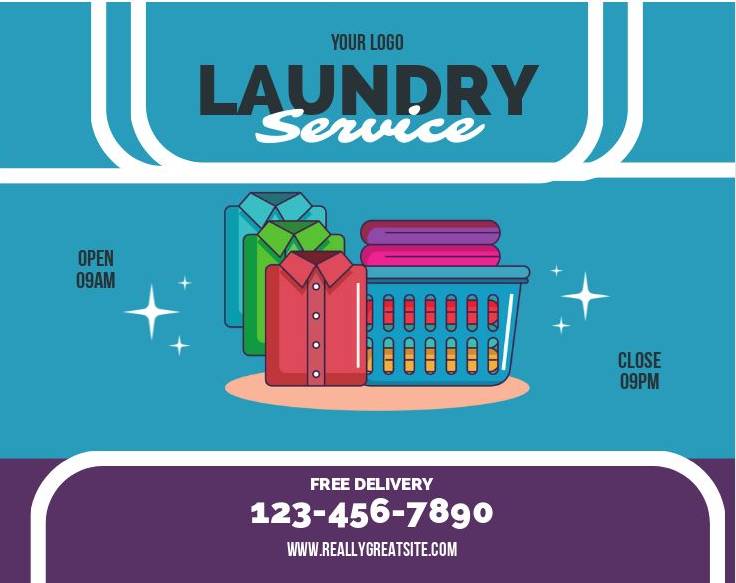 YOUR LOGO
LAUNDRY
Service
OPEN
09AM
CLOSE
09PM
FREE DELIVERY
123-456-7890
WWW.REALLYGREATSITE.COM